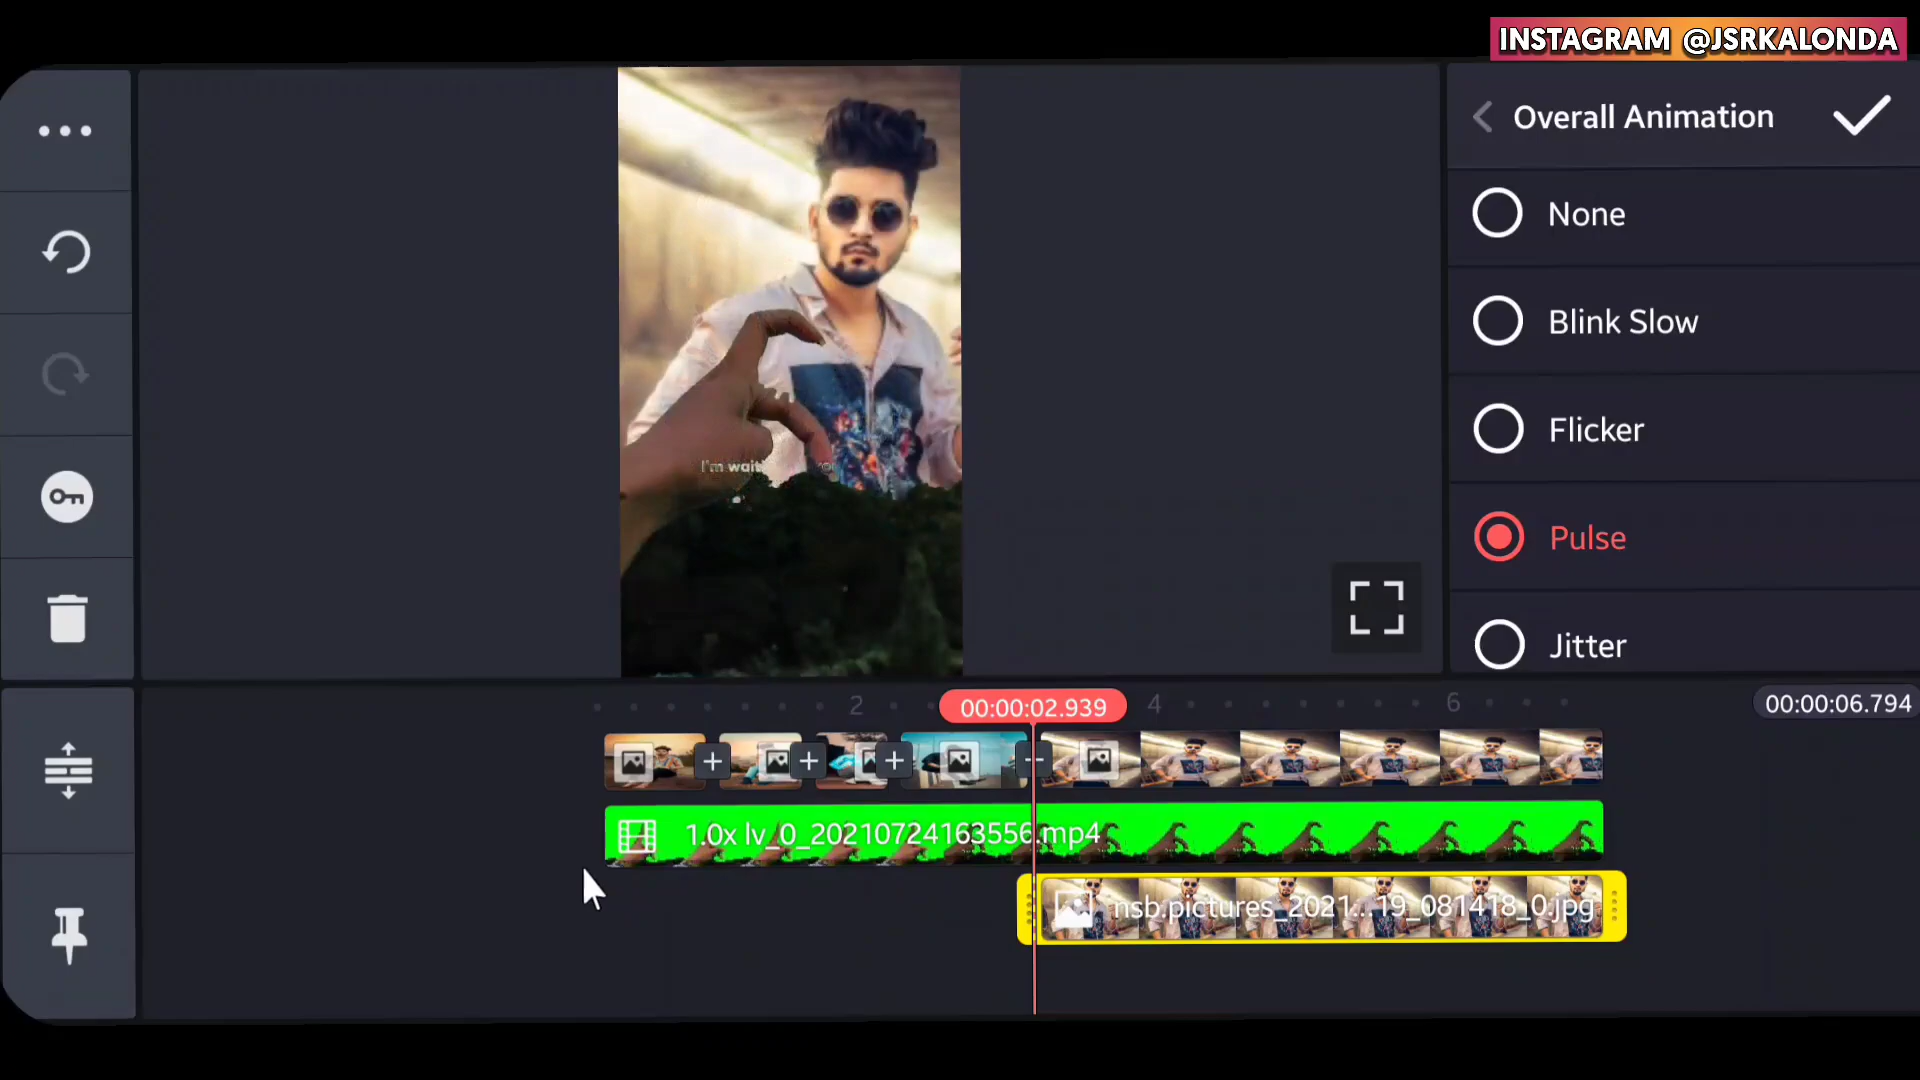 INSTAGRAM @JSRKALONDA
Overall Animation
None
Blink Slow
Flicker
Pulse
Jitter
I'm wait
2
00:00:02.939
4
6
00:00:06.794
1.0x lv_0_20210724163556.mp4
nsb.pictures_2021...19_081418_0.jpg